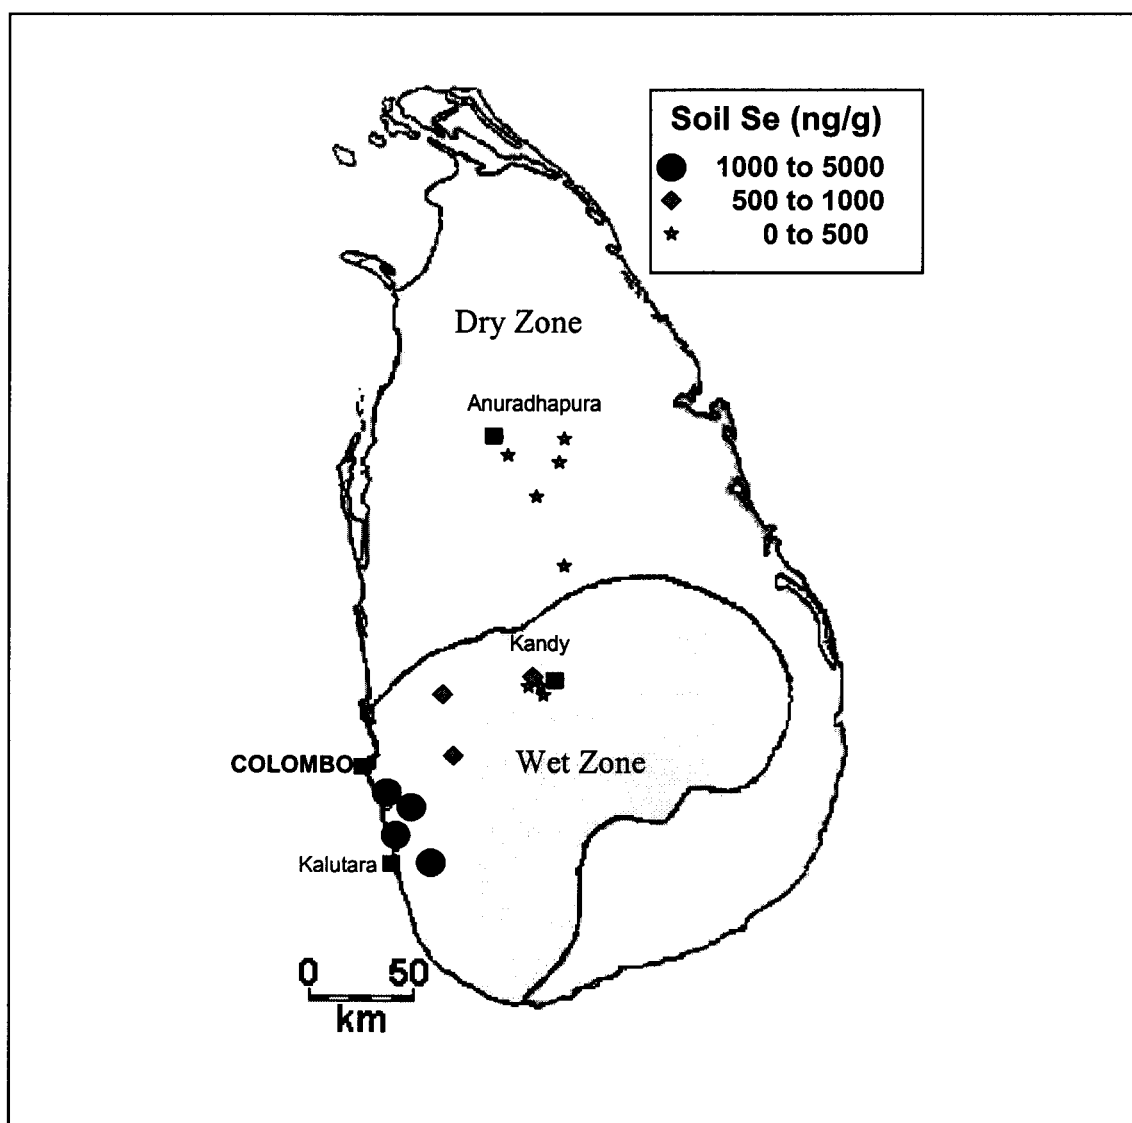 Soil Se (ng/g)
1000 to 5000
500 to 1000
0 to 500
Dry Zone
Anuradhapura
Kandy
Wet Zone
COLOMBO
Kalutara
0 50
km